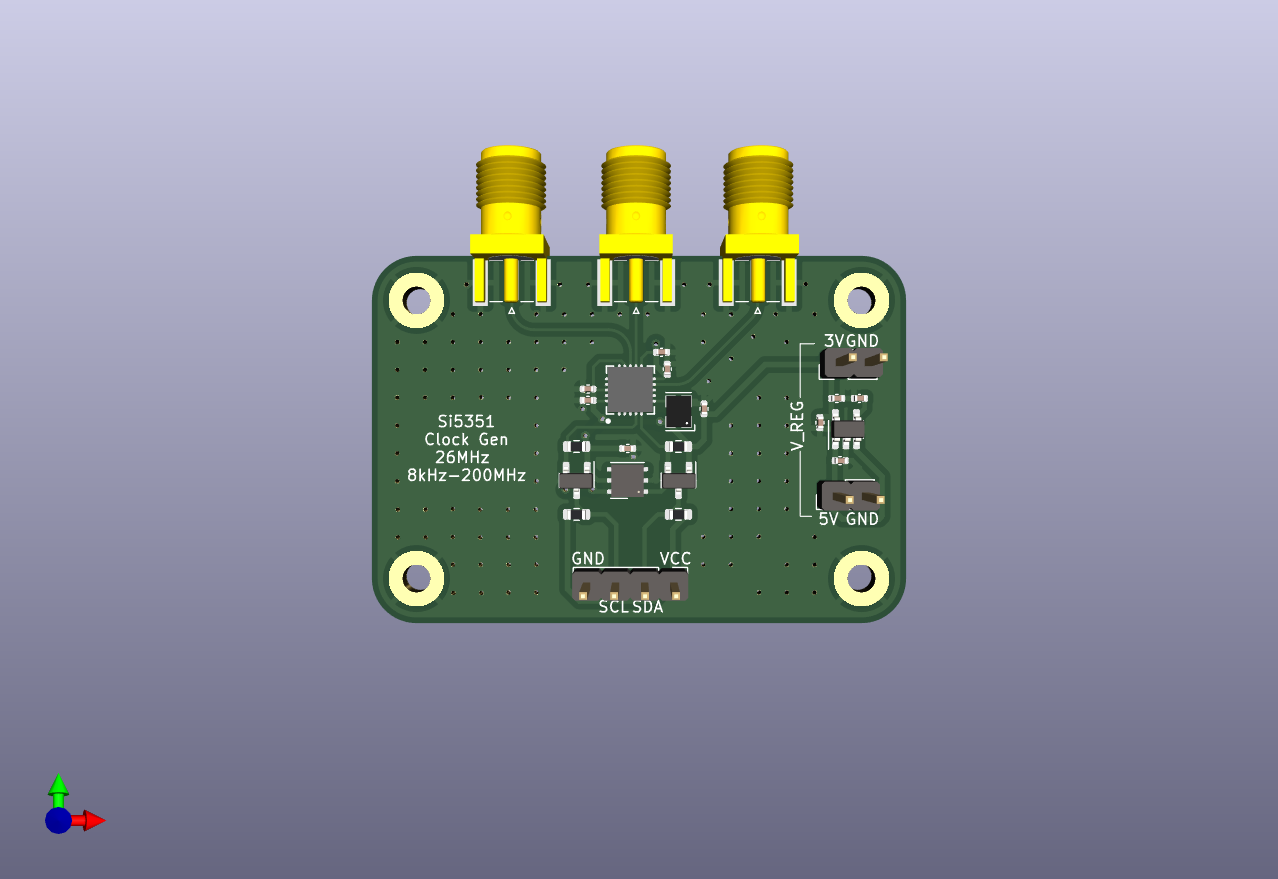 3V GND
Si5351
Clock Gen
26MHz
8kHz-200MHz
V_REG
5V GND
GND VCC
SCL SDA